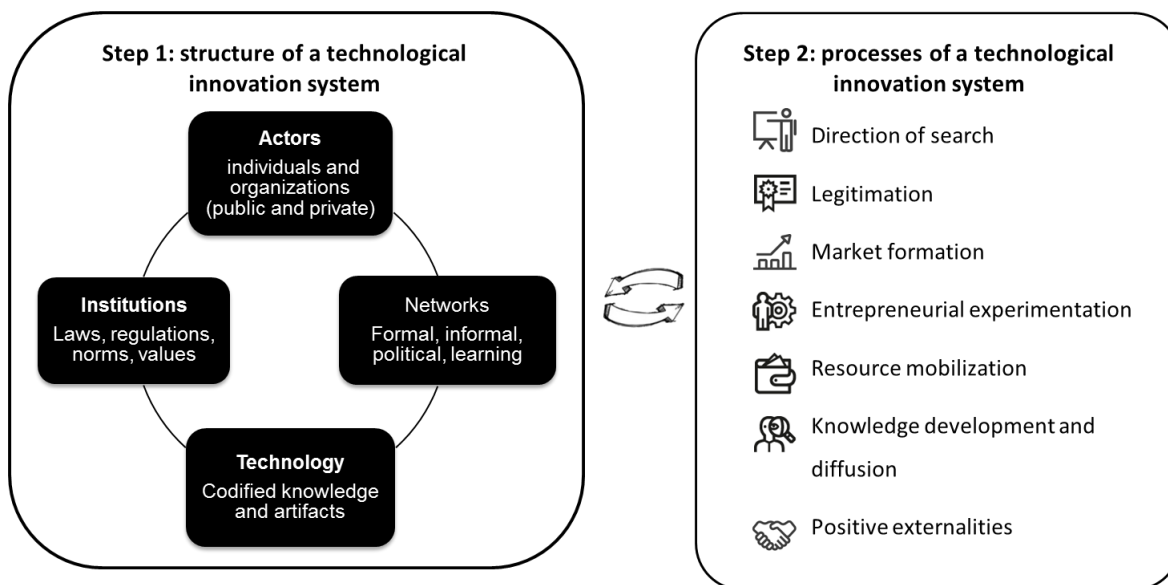 Step 1: structure of a technological
innovation system
Actors
individuals and
organizations
(public and private)
Institutions
Laws, regulations,
norms, values
Networks
Formal, informal,
political, learning
Technology
Codified knowledge
and artifacts
Step 2: processes of a technological
innovation system
Direction of search
Legitimation
Market formation
Entrepreneurial experimentation
Resource mobilization
Knowledge development and
diffusion
Positive externalities